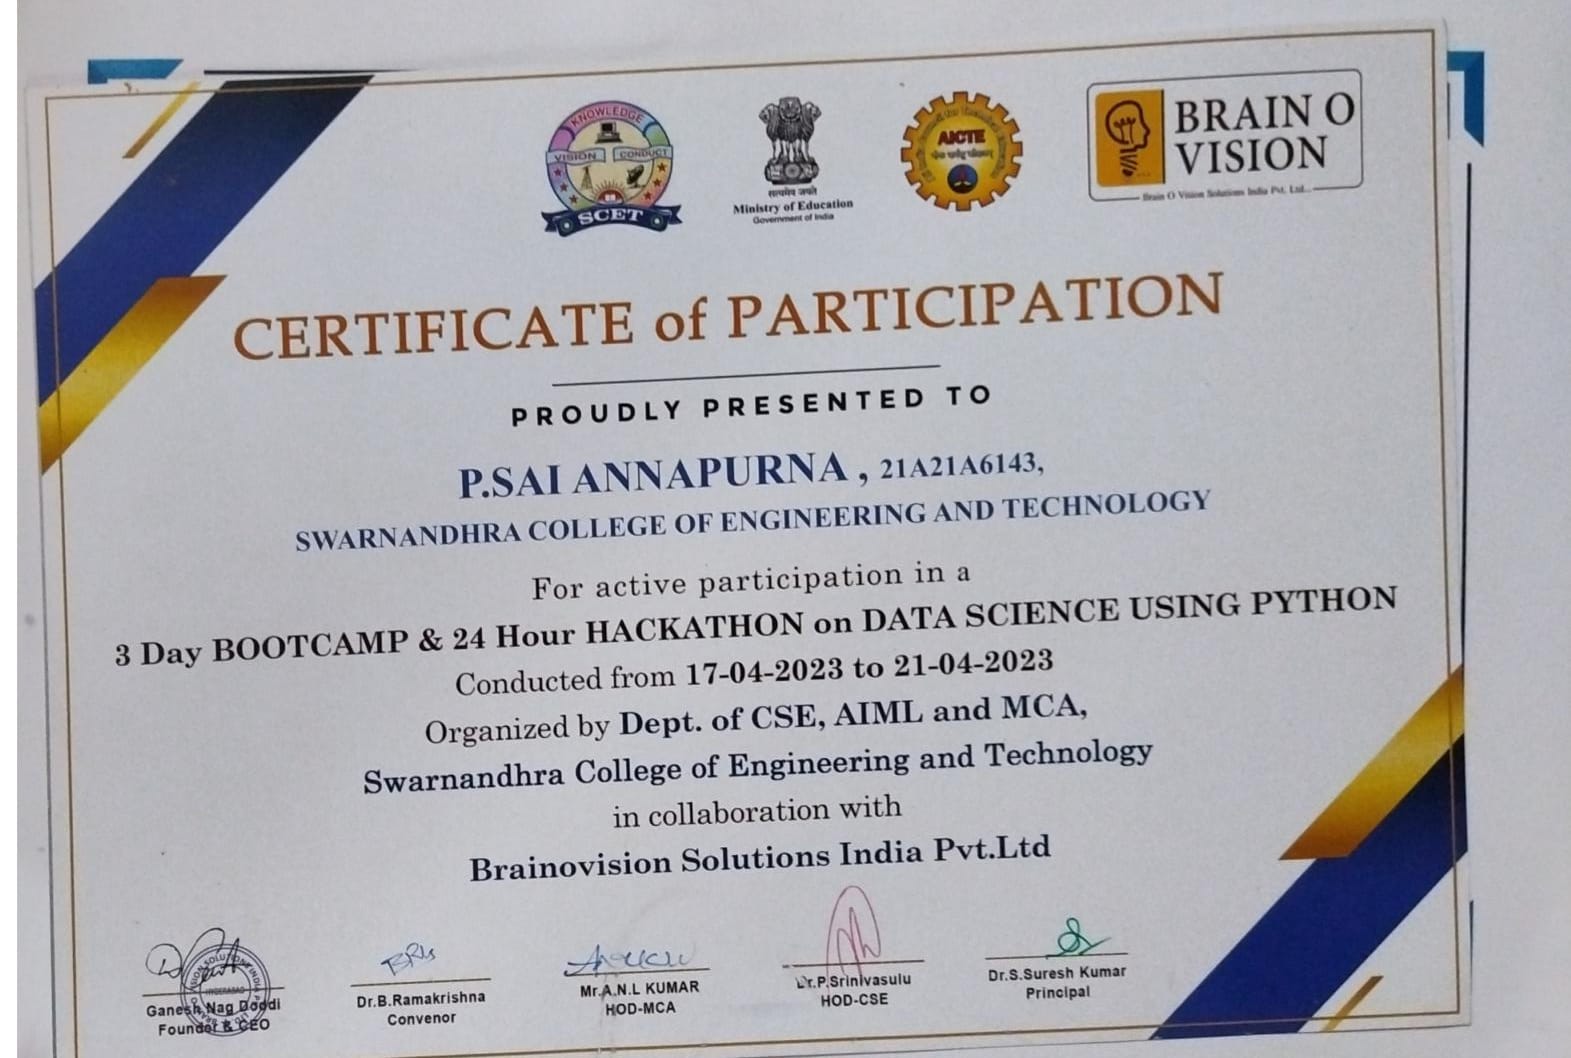 KNOWLEDGE
VISION CONDUCT
SCET
सत्यमेव जयते
Ministry of Education
Government of India
AICTE
BRAIN O
VISION
Brain O Vision Solutions India Pvt. Ltd...
CERTIFICATE of PARTICIPATION
PROUDLY PRESENTED TO
P.SAI ANNAPURNA , 21A21A6143,
SWARNANDHRA COLLEGE OF ENGINEERING AND TECHNOLOGY
For active participation in a
3 Day BOOTCAMP & 24 Hour HACKATHON on DATA SCIENCE USING PYTHON
Conducted from 17-04-2023 to 21-04-2023
Organized by Dept. of CSE, AIML and MCA,
Swarnandhra College of Engineering and Technology
in collaboration with
Brainovision Solutions India Pvt.Ltd
Ganesh Nag Doddi
Founder & CEO
Dr.B.Ramakrishna
Convenor
Mr.A.N.L KUMAR
HOD-MCA
Dr.P.Srinivasulu
HOD-CSE
Dr.S.Suresh Kumar
Principal